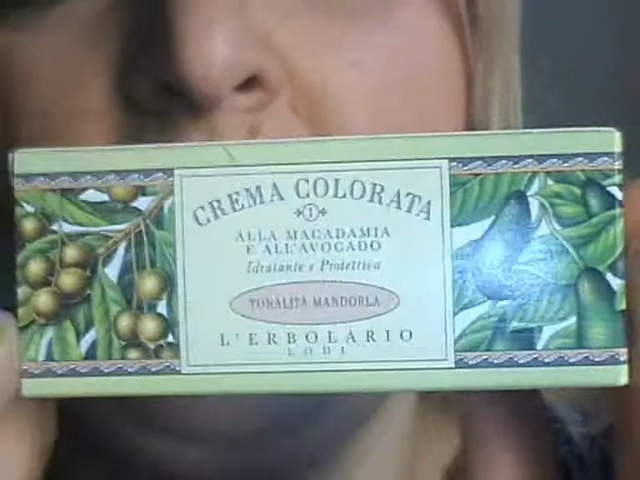 CREMA COLORATA
1
ALLA MACADAMIA
E ALL'AVOCADO
Idratante e Protettiva
TONALITÀ MANDORLA
L'ERBOLARIO
LODI